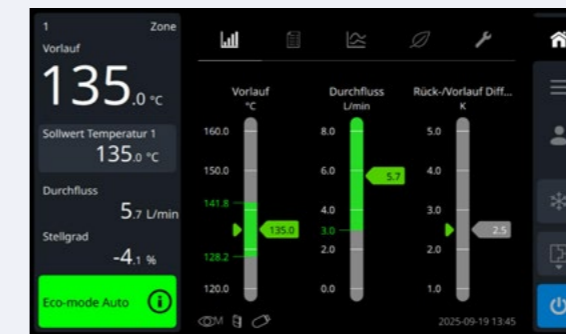 1 Zone
Vorlauf
135.0 °C
Sollwert Temperatur 1
135.0 °C
Durchfluss
5.7 L/min
Stellgrad
-4.1 %
Eco-mode Auto
Vorlauf
°C
160.0
150.0
141.8
135.0
128.2
120.0
Durchfluss
L/min
8.0
6.0
5.7
4.0
3.0
2.0
0.0
Rück-/Vorlauf Diff...
K
5.0
4.0
3.0
2.5
2.0
1.0
M
2025-09-19 13:45